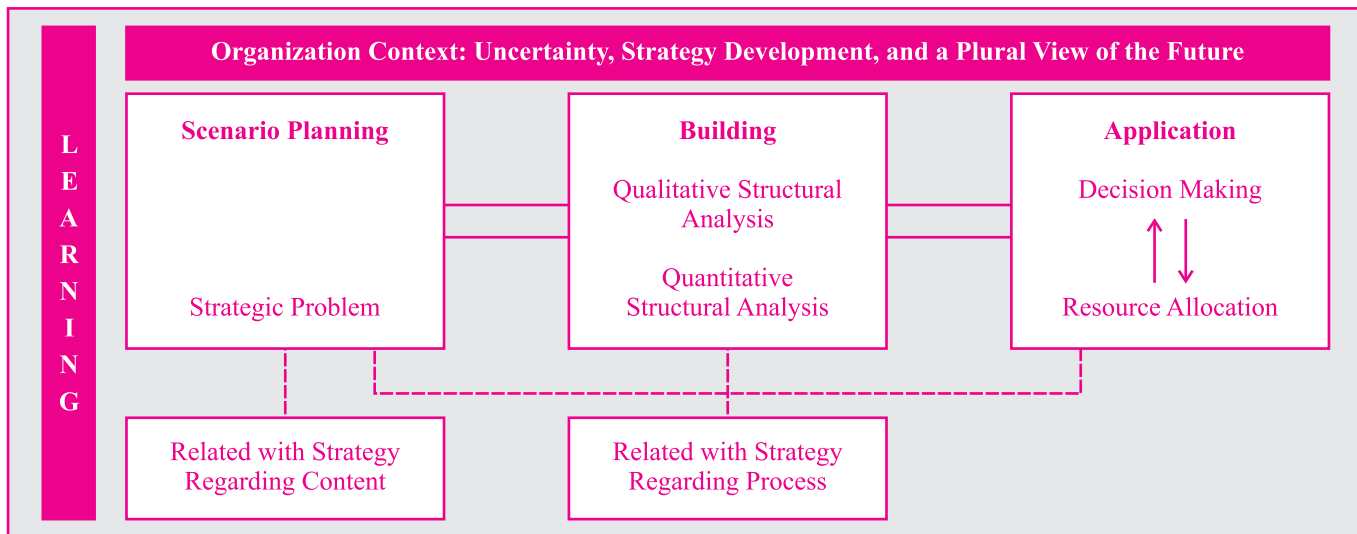 Organization Context: Uncertainty, Strategy Development, and a Plural View of the Future
LEARNING
Scenario Planning
Strategic Problem
Building
Qualitative Structural
Analysis
Quantitative
Structural Analysis
Application
Decision Making
Resource Allocation
Related with Strategy
Regarding Content
Related with Strategy
Regarding Process